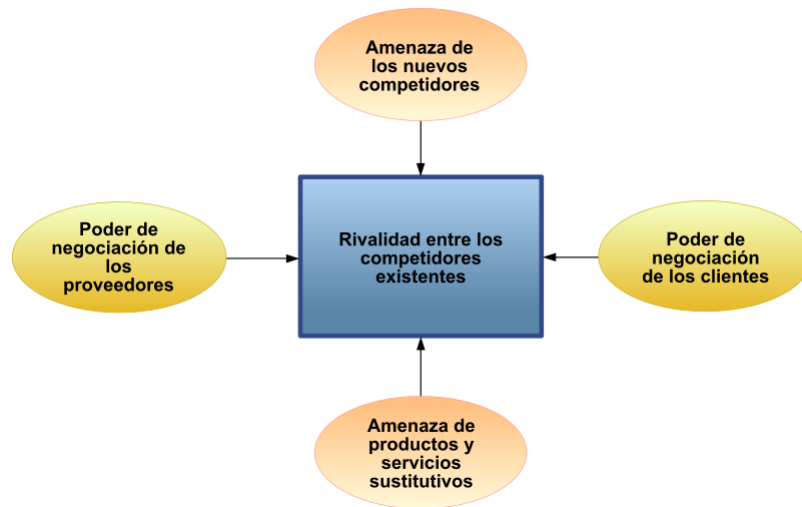 Amenaza de
los nuevos
competidores
Poder de
negociación de
los
proveedores
Rivalidad entre los
competidores
existentes
Poder de
negociación
de los clientes
Amenaza de
productos y
servicios
sustitutivos